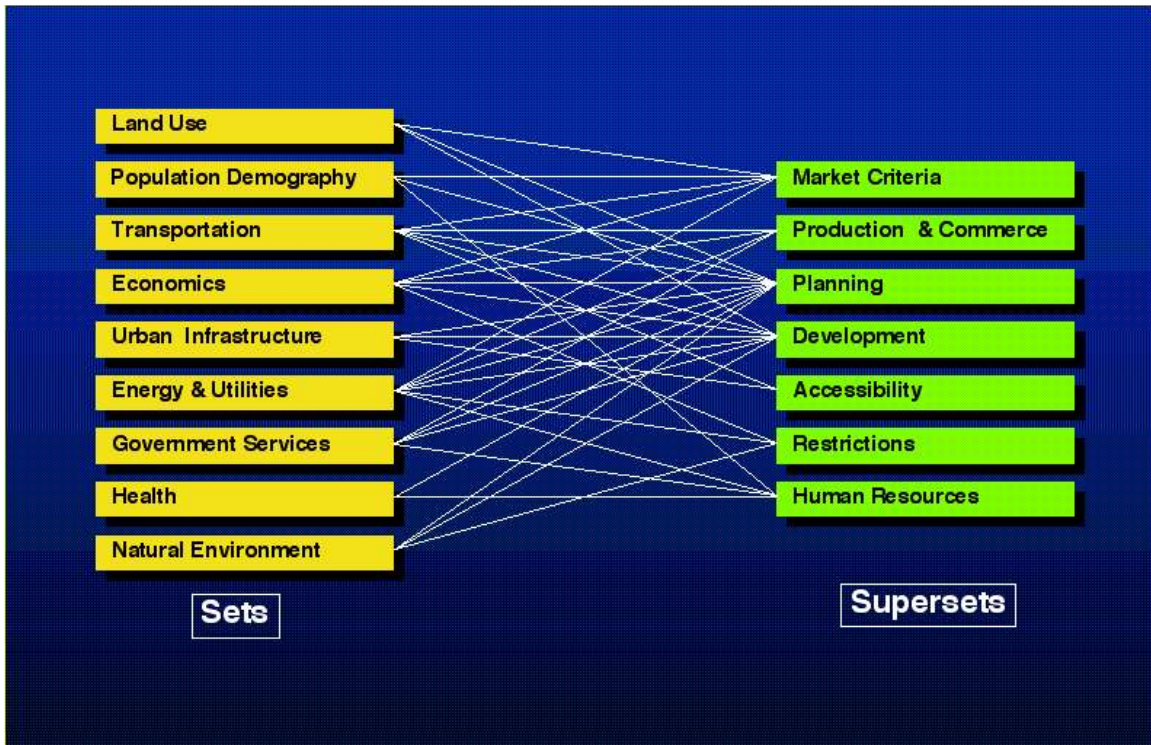 Land Use
Population Demography
Transportation
Economics
Urban Infrastructure
Energy & Utilities
Government Services
Health
Natural Environment
Sets
Market Criteria
Production & Commerce
Planning
Development
Accessibility
Restrictions
Human Resources
Supersets